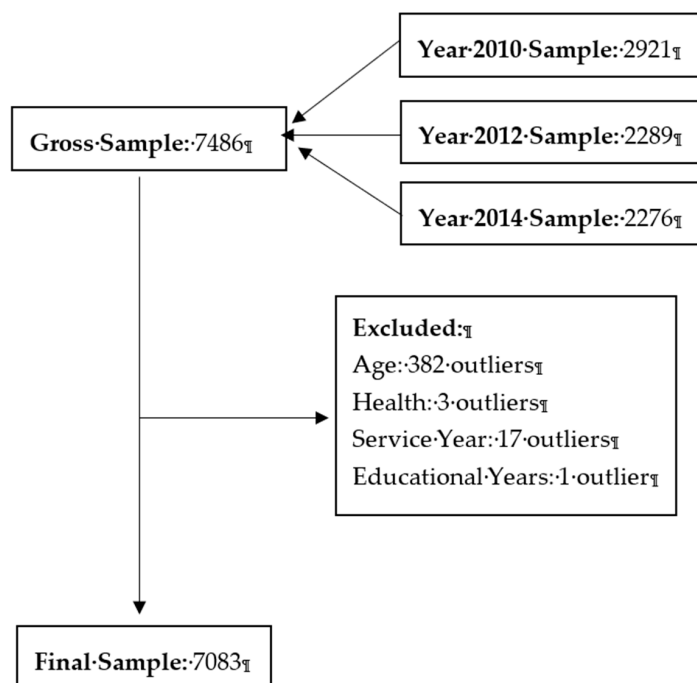 Year·2010·Sample:·2921¶
Gross·Sample:·7486¶
Year·2012·Sample:·2289¶
Year·2014·Sample:·2276¶
Excluded:¶
Age:·382·outliers¶
Health:·3·outliers¶
Service·Year:·17·outliers¶
Educational·Years:·1·outlier¶
Final·Sample:·7083¶